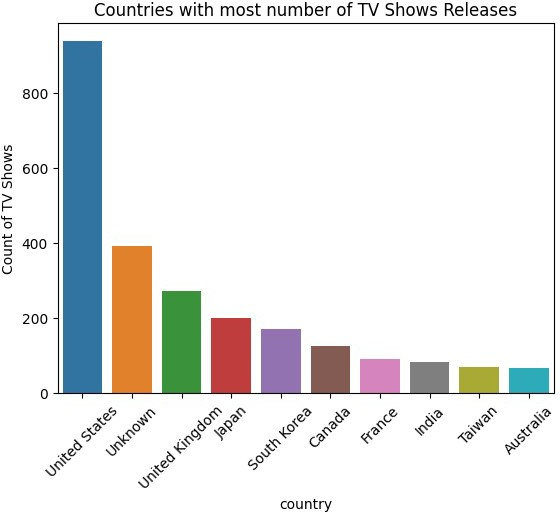 Countries with most number of TV Shows Releases
Count of TV Shows
800
600
400
200
0
United States
Unknown
United Kingdom
Japan
South Korea
Canada
France
India
Taiwan
Australia
country